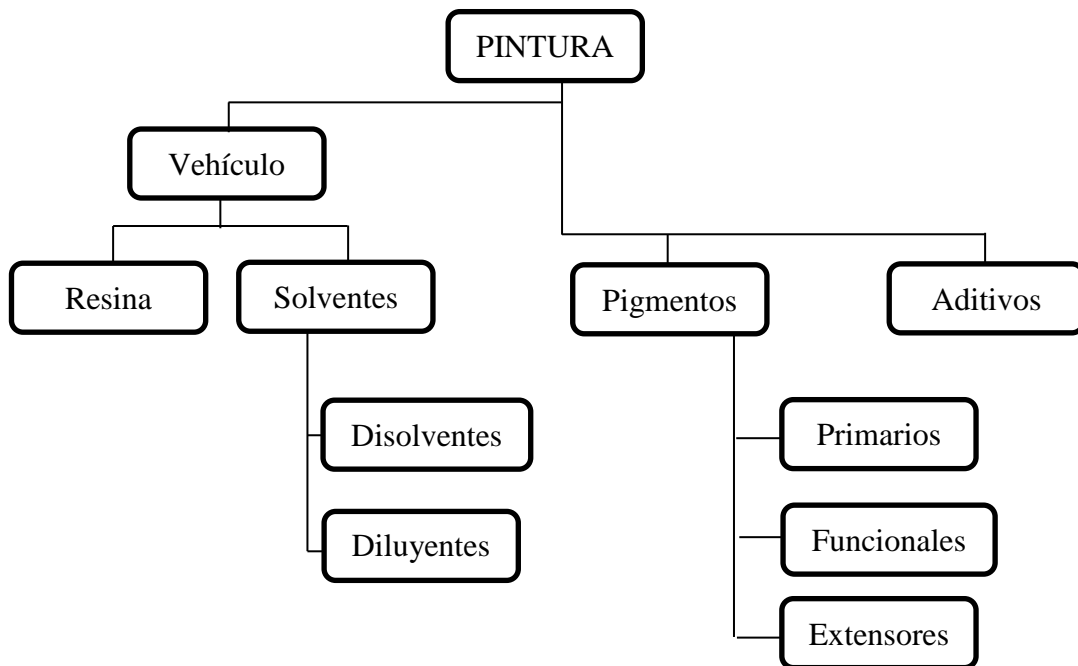 PINTURA
Vehículo
Resina
Solventes
Pigmentos
Aditivos
Disolventes
Primarios
Diluyentes
Funcionales
Extensores